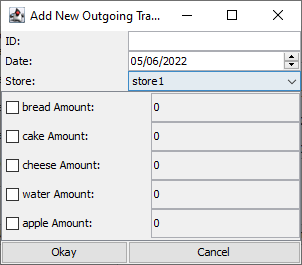 Add New Outgoing Tra...
ID:
Date: 05/06/2022
Store: store1
bread Amount: 0
cake Amount: 0
cheese Amount: 0
water Amount: 0
apple Amount: 0
Okay Cancel